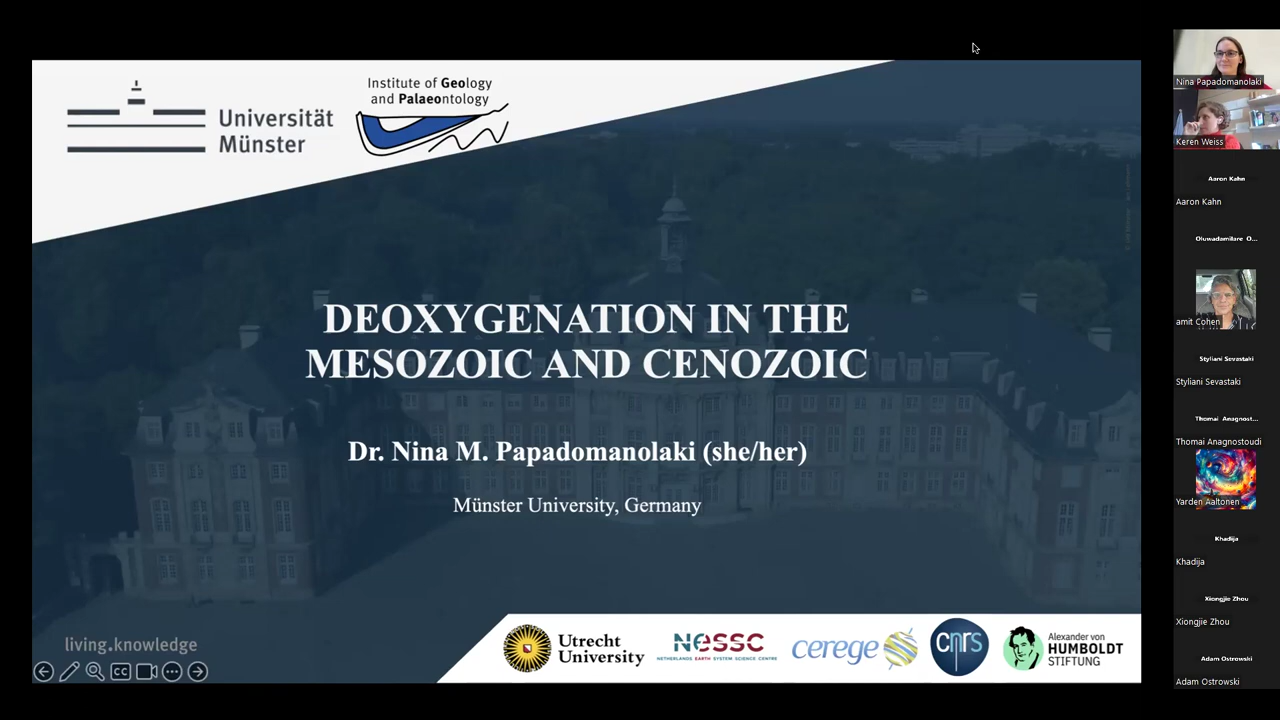 Universität
Münster
Institute of Geology
and Palaeontology
DEOXYGENATION IN THE
MESOZOIC AND CENOZOIC
Dr. Nina M. Papadomanolaki (she/her)
Münster University, Germany
living.knowledge
CC
Utrecht
University
NESSC
NETHERLANDS EARTH SYSTEM SCIENCE CENTRE
cerege
cnrs
Alexander von
HUMBOLDT
STIFTUNG
Nina Papadomanolaki
Keren Weiss
Aaron Kahn
Aaron Kahn
Oluwadamilare O...
amit Cohen
Styliani Sevastaki
Styliani Sevastaki
Thomai Anagnost...
Thomai Anagnostoudi
Yarden Aaltonen
Khadija
Khadija
Xiongjie Zhou
Xiongjie Zhou
Adam Ostrowski
Adam Ostrowski